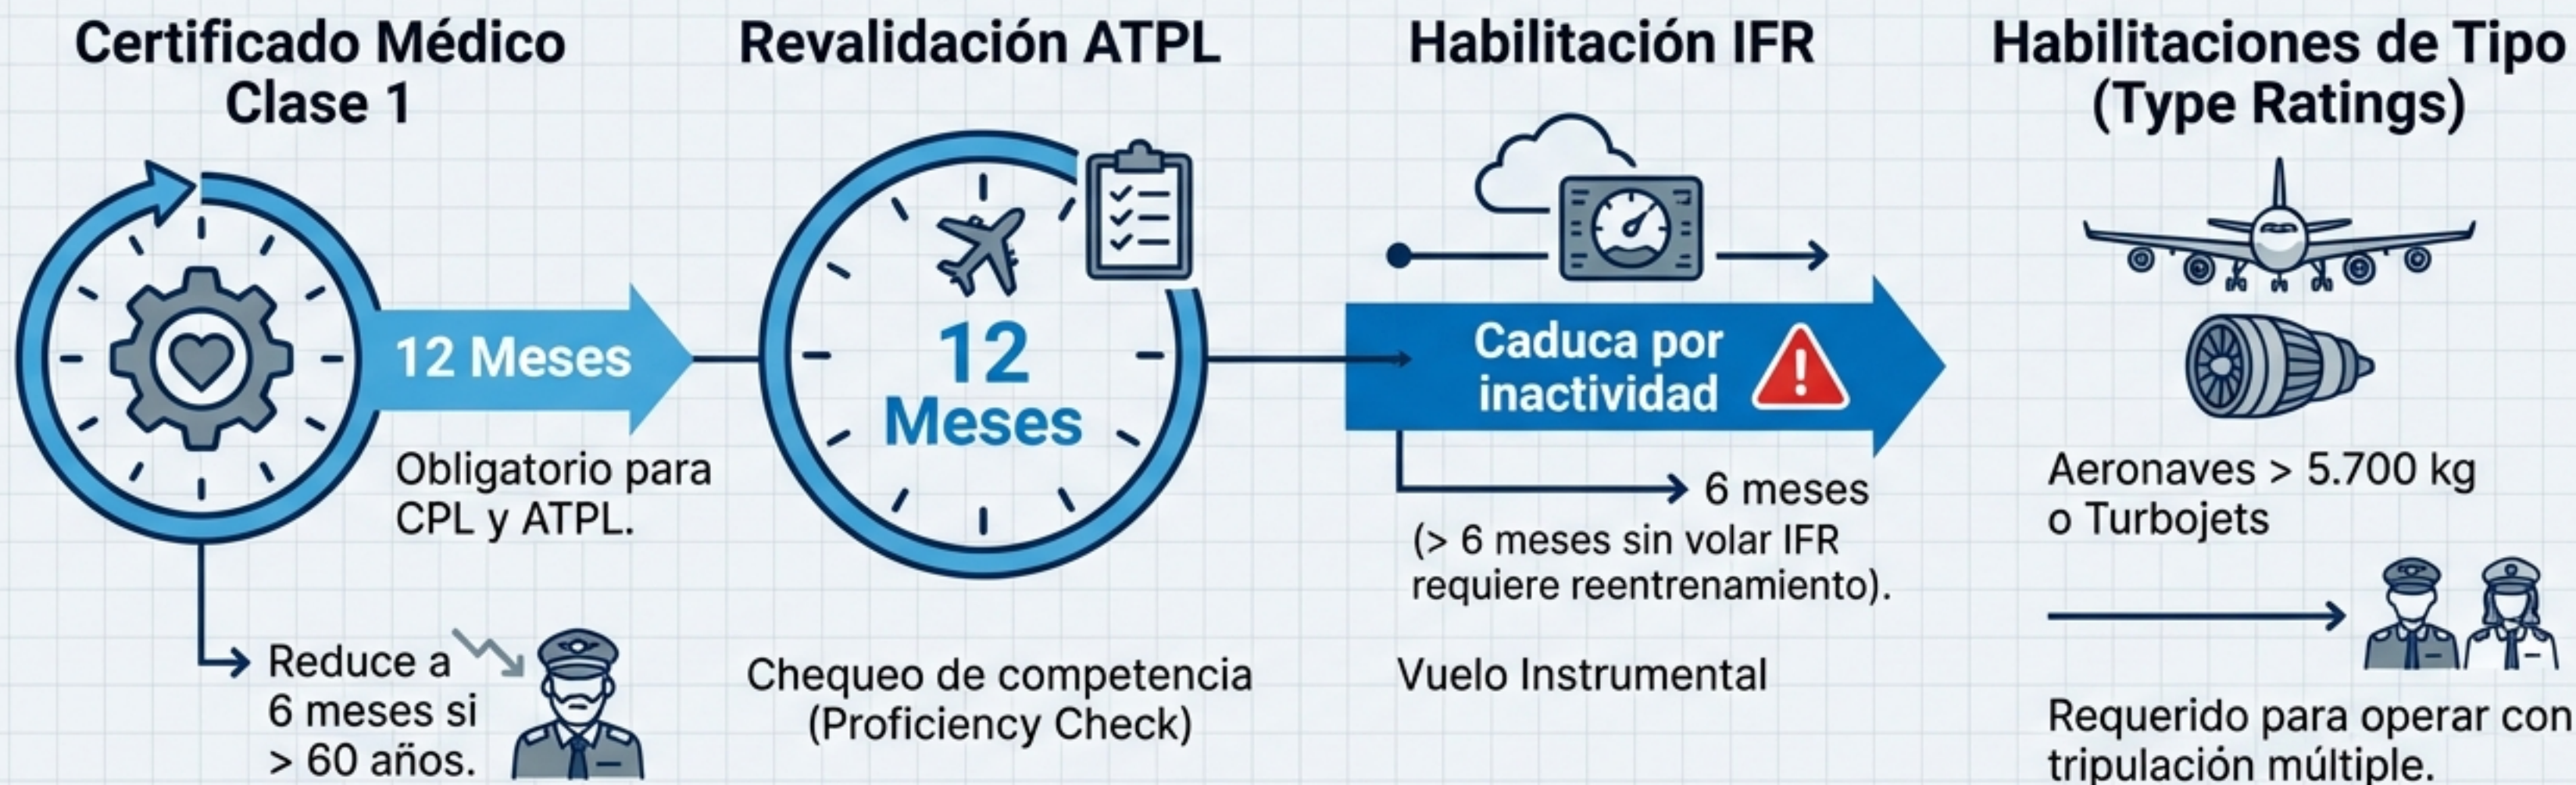 Certificado Médico
Clase 1
12 Meses
Obligatorio para
CPL y ATPL.
Reduce a
6 meses si
> 60 años.
Revalidación ATPL
12
Meses
Chequeo de competencia
(Proficiency Check)
Habilitación IFR
Caduca por
inactividad
6 meses
(> 6 meses sin volar IFR
requiere reentrenamiento).
Vuelo Instrumental
Habilitaciones de Tipo
(Type Ratings)
Aeronaves > 5.700 kg
o Turbojets
Requerido para operar con
tripulación múltiple.